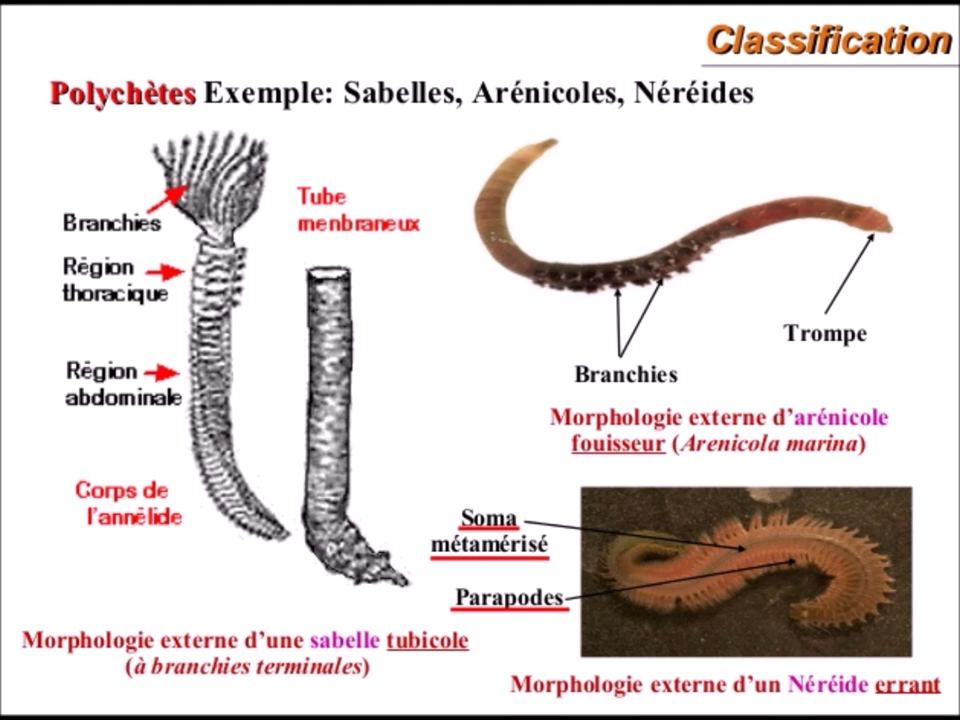 Classification
Polychètes Exemple: Sabelles, Arénicoles, Néréides
Branchies
Région
thoracique
Région
abdominale
Corps de
l'annélide
Tube
menbraneux
Morphologie externe d'une sabelle tubicole
(à branchies terminales)
Trompe
Branchies
Morphologie externe d'arénicole
fouisseur (Arenicola marina)
Soma
métamérisé
Parapodes
Morphologie externe d'un Néréide errant